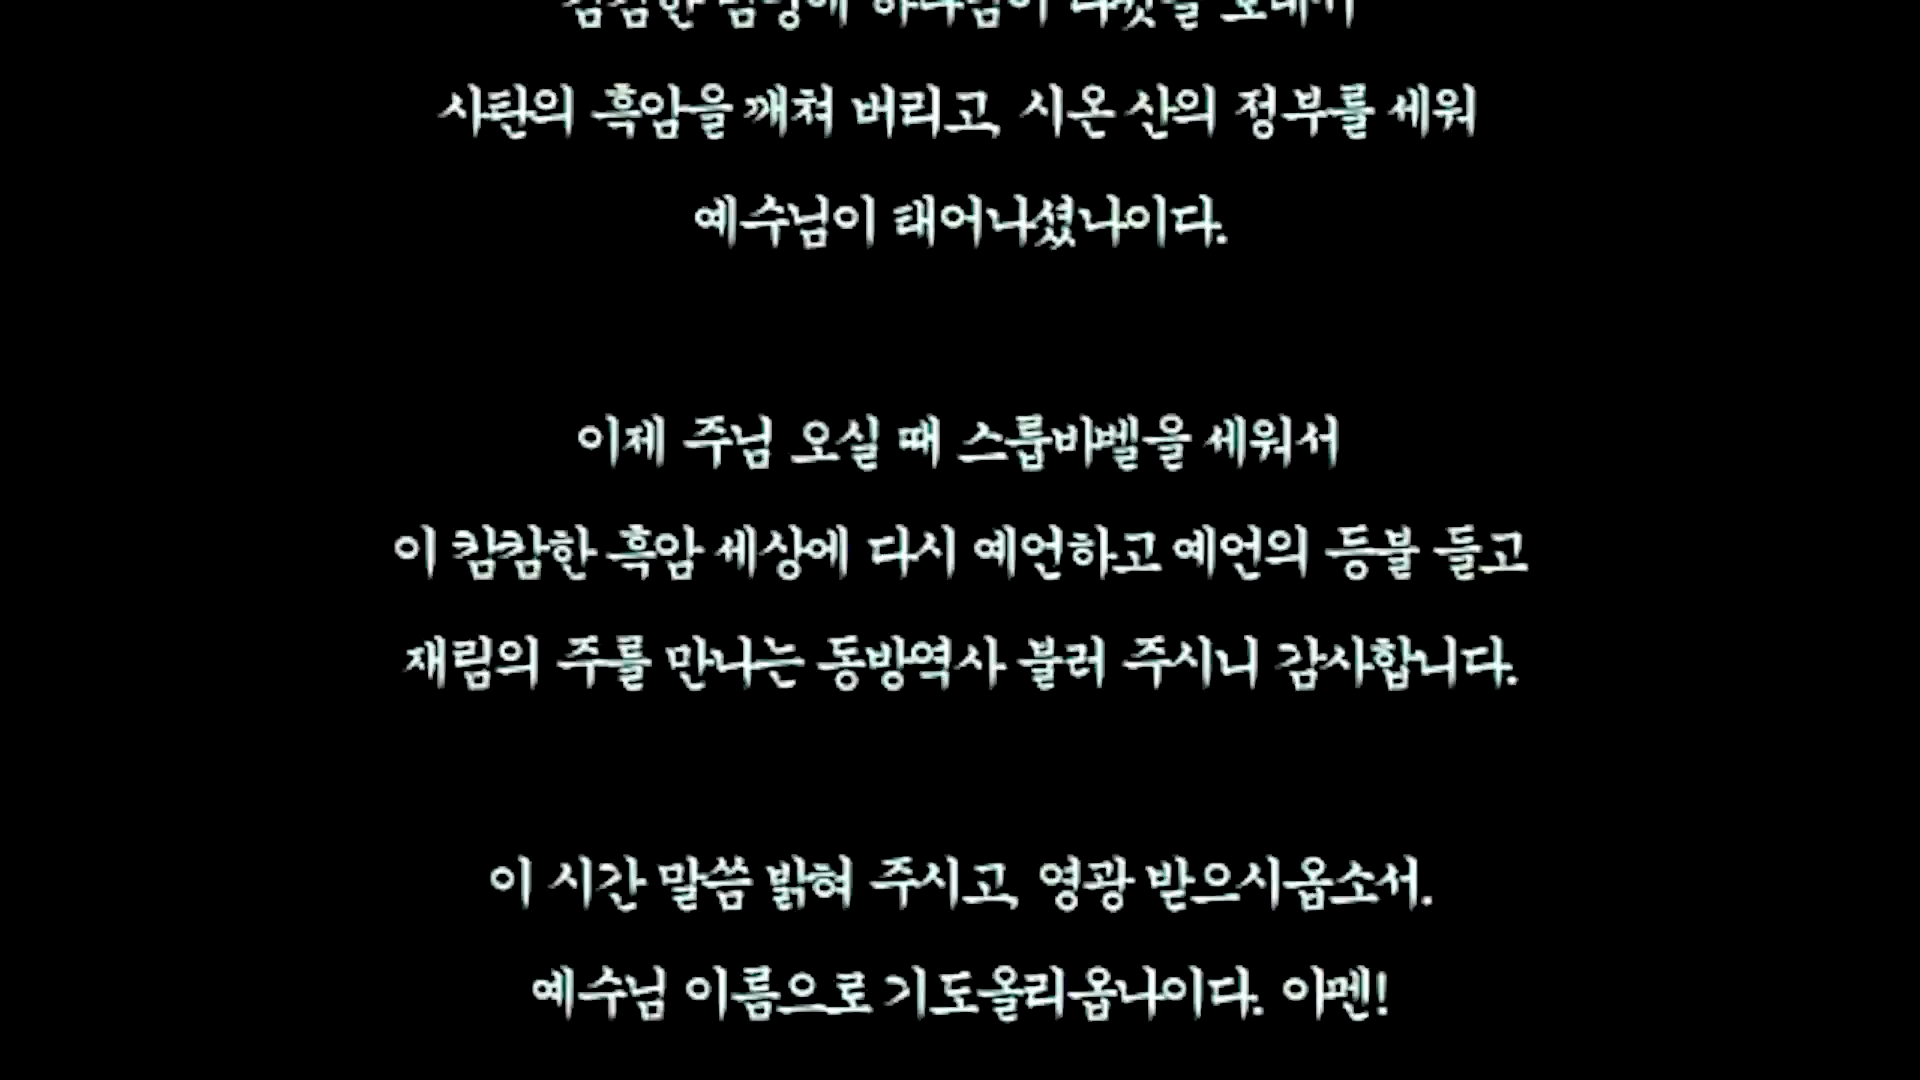 사탄의 흑암을 깨쳐 버리고, 시온 산의 정부를 세워
예수님이 태어나셨나이다.
이제 주님 오실 때 스룹바벨을 세워서
이 캄캄한 흑암 세상에 다시 예언하고 예언의 등불 들고
재림의 주를 만나는 동방역사 불러 주시니 감사합니다.
이 시간 말씀 밝혀 주시고, 영광 받으시옵소서.
예수님 이름으로 기도올리옵나이다. 아멘!